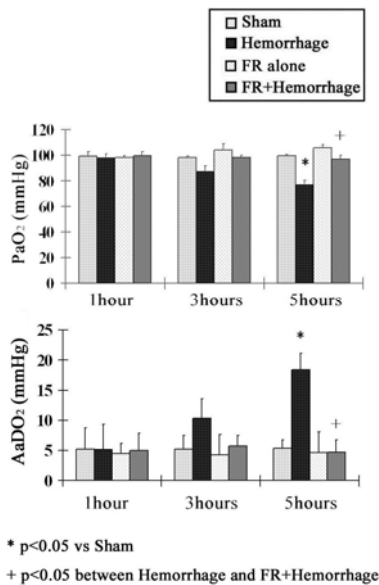 Sham
Hemorrhage
FR alone
FR+Hemorrhage
PaO₂ (mmHg)
120
100
80
60
40
20
0
* +
1hour 3hours 5hours
AaDO₂ (mmHg)
25
20
15
10
5
0
* +
1hour 3hours 5hours
* p<0.05 vs Sham
+ p<0.05 between Hemorrhage and FR+Hemorrhage